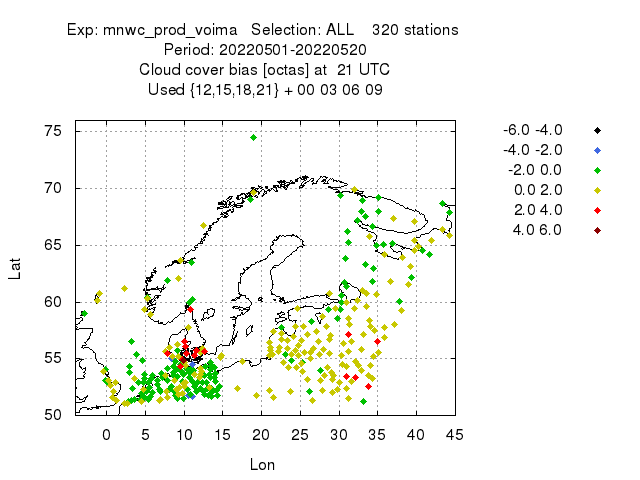 Exp: mnwc_prod_voima   Selection: ALL    320 stations
Period: 20220501-20220520
Cloud cover bias [octas] at  21 UTC
Used {12,15,18,21} + 00 03 06 09
75
70
65
60
55
50
Lat
0 5 10 15 20 25 30 35 40 45
Lon
-6.0 -4.0
-4.0 -2.0
-2.0 0.0
0.0 2.0
2.0 4.0
4.0 6.0